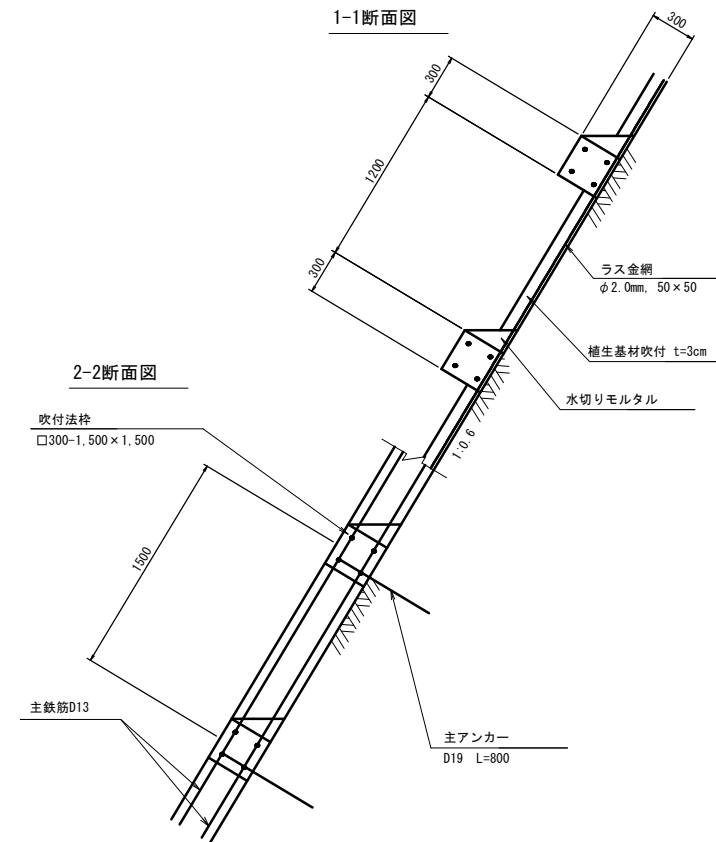 1-1断面図
300
300
1200
300
ラス金網
φ2.0mm, 50×50
植生基材吹付 t=3cm
水切りモルタル
1:0.6
2-2断面図
吹付法枠
□300-1,500×1,500
1500
主鉄筋D13
主アンカー
D19 L=800